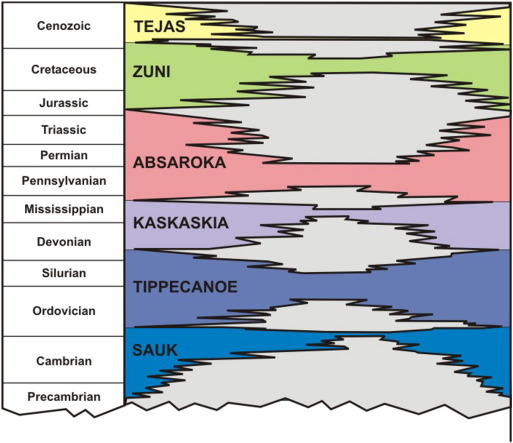 Cenozoic
TEJAS
Cretaceous
ZUNI
Jurassic
Triassic
Permian
ABSAROKA
Pennsylvanian
Mississippian
KASKASKIA
Devonian
Silurian
TIPPECANOE
Ordovician
SAUK
Cambrian
Precambrian